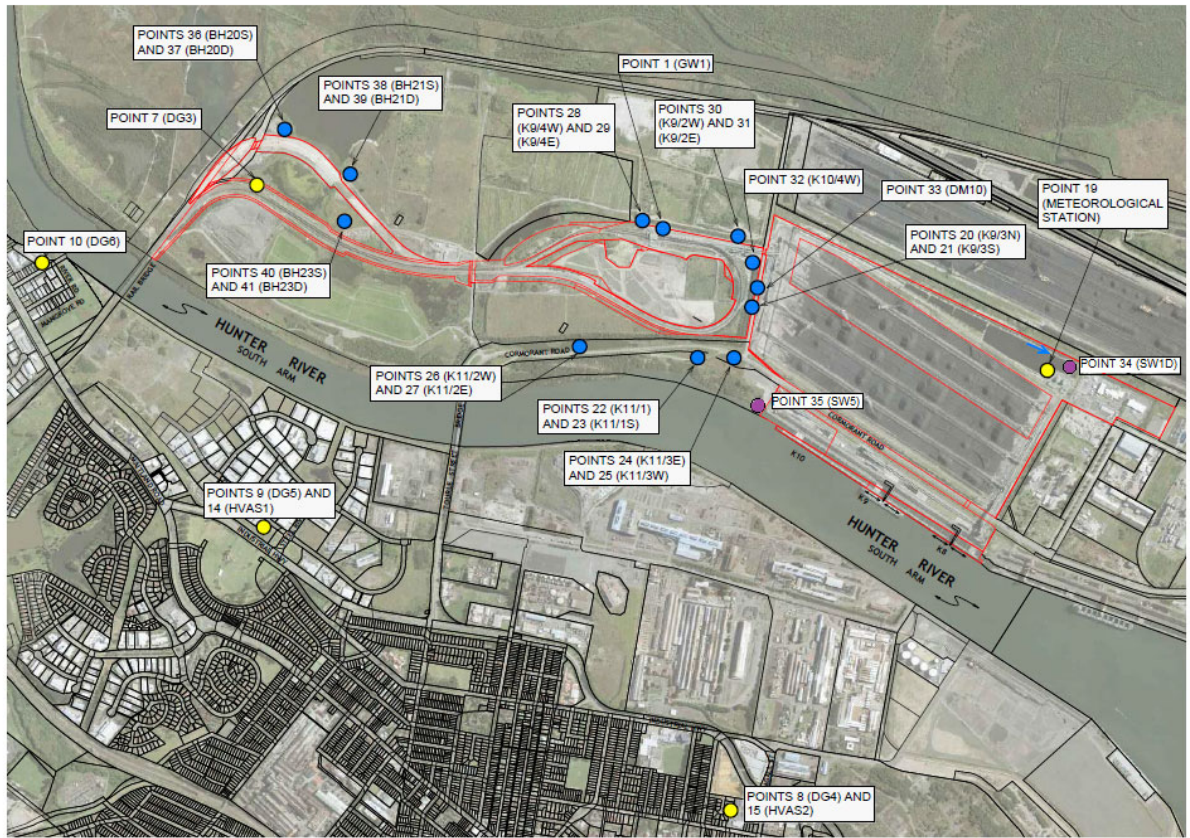 POINTS 36 (BH20S)
AND 37 (BH20D)
POINT 1 (GW1)
POINTS 38 (BH21S)
AND 39 (BH21D)
POINTS 28
(K9/4W) AND 29
(K9/4E)
POINTS 30
(K9/2W) AND 31
(K9/2E)
POINT 7 (DG3)
POINT 32 (K10/4W)
POINT 33 (DM10)
POINT 19
(METEOROLOGICAL
STATION)
POINT 10 (DG6)
POINTS 20 (K9/3N)
AND 21 (K9/3S)
POINTS 40 (BH23S)
AND 41 (BH23D)
RAIL BRIDGE
HUNTER RIVER
SOUTH ARM
CORMORANT ROAD
POINT 34 (SW1D)
POINTS 26 (K11/2W)
AND 27 (K11/2E)
POINTS 22 (K11/1)
AND 23 (K11/1S)
POINT 35 (SW5)
CORMORANT ROAD
POINTS 24 (K11/3E)
AND 25 (K11/3W)
K10
K9
K8
HUNTER RIVER
SOUTH ARM
POINTS 9 (DG5) AND
14 (HVAS1)
INDUSTRIAL
POINTS 8 (DG4) AND
15 (HVAS2)